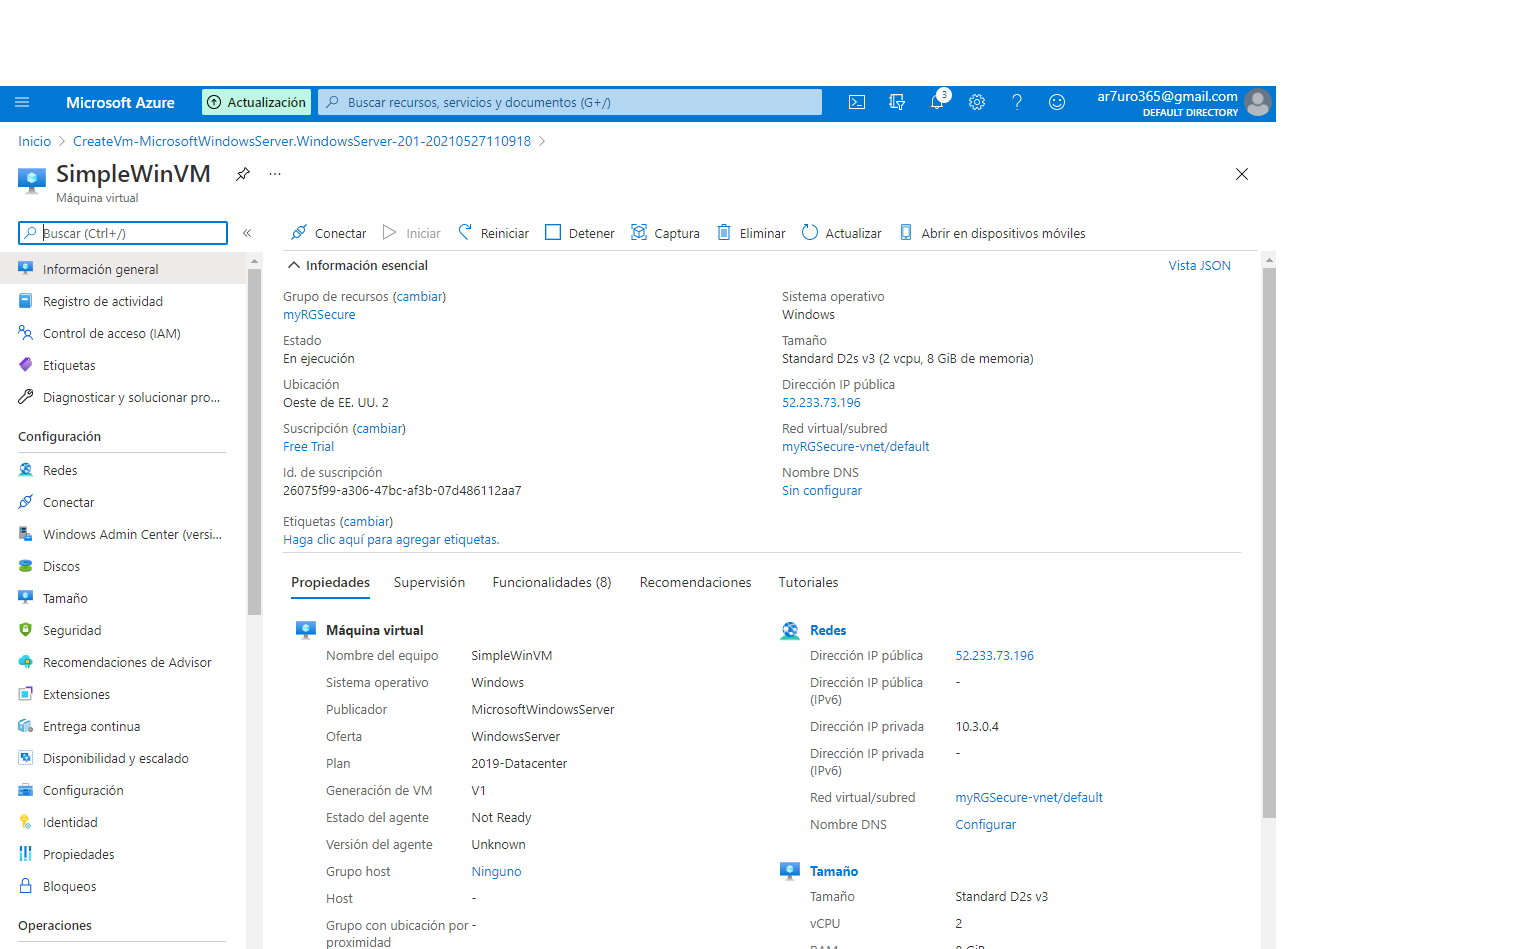 Microsoft Azure
Actualización
Buscar recursos, servicios y documentos (G+/)
3
ar7uro365@gmail.com
DEFAULT DIRECTORY
Inicio > CreateVm-MicrosoftWindowsServer.WindowsServer-201-20210527110918 >
SimpleWinVM
Máquina virtual
Buscar (Ctrl+/)
«
Conectar
Iniciar
Reiniciar
Detener
Captura
Eliminar
Actualizar
Abrir en dispositivos móviles
Información general
Registro de actividad
Control de acceso (IAM)
Etiquetas
Diagnosticar y solucionar pro...
Configuración
Redes
Conectar
Windows Admin Center (versi...
Discos
Tamaño
Seguridad
Recomendaciones de Advisor
Extensiones
Entrega continua
Disponibilidad y escalado
Configuración
Identidad
Propiedades
Bloqueos
Operaciones
Información esencial
Vista JSON
Grupo de recursos (cambiar)
myRGSecure
Estado
En ejecución
Ubicación
Oeste de EE. UU. 2
Suscripción (cambiar)
Free Trial
Id. de suscripción
26075f99-a306-47bc-af3b-07d486112aa7
Etiquetas (cambiar)
Haga clic aquí para agregar etiquetas.
Sistema operativo
Windows
Tamaño
Standard D2s v3 (2 vcpu, 8 GiB de memoria)
Dirección IP pública
52.233.73.196
Red virtual/subred
myRGSecure-vnet/default
Nombre DNS
Sin configurar
Propiedades
Supervisión
Funcionalidades (8)
Recomendaciones
Tutoriales
Máquina virtual
Nombre del equipo SimpleWinVM
Sistema operativo Windows
Publicador MicrosoftWindowsServer
Oferta WindowsServer
Plan 2019-Datacenter
Generación de VM V1
Estado del agente Not Ready
Versión del agente Unknown
Grupo host Ninguno
Host -
Grupo con ubicación por -
proximidad
Redes
Dirección IP pública 52.233.73.196
Dirección IP pública -
(IPv6)
Dirección IP privada 10.3.0.4
Dirección IP privada -
(IPv6)
Red virtual/subred myRGSecure-vnet/default
Nombre DNS Configurar
Tamaño
Tamaño Standard D2s v3
vCPU 2